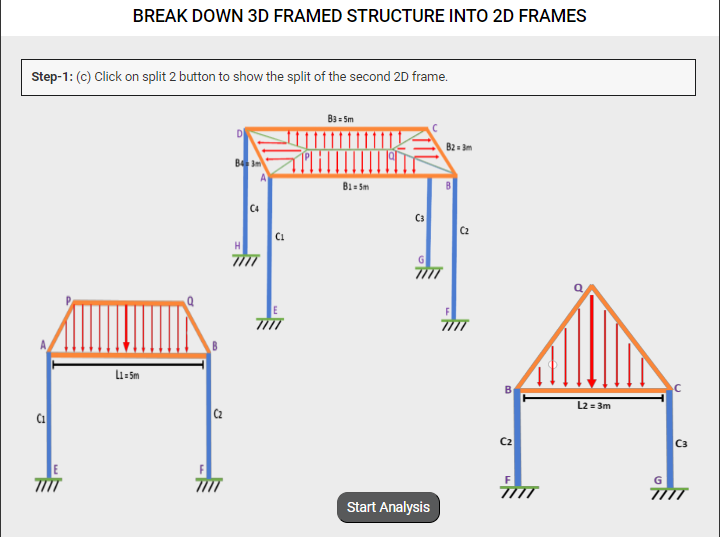 BREAK DOWN 3D FRAMED STRUCTURE INTO 2D FRAMES
Step-1: (c) Click on split 2 button to show the split of the second 2D frame.
B3 = 5m
D
C
B2 = 3m
P
Q
B4 = 3m
A
B1 = 5m
B
C4
C3
C1
C2
H
G
E
F
P
Q
A
B
L1 = 5m
C1
C2
E
F
Q
B
C
L2 = 3m
C2
C3
F
G
Start Analysis